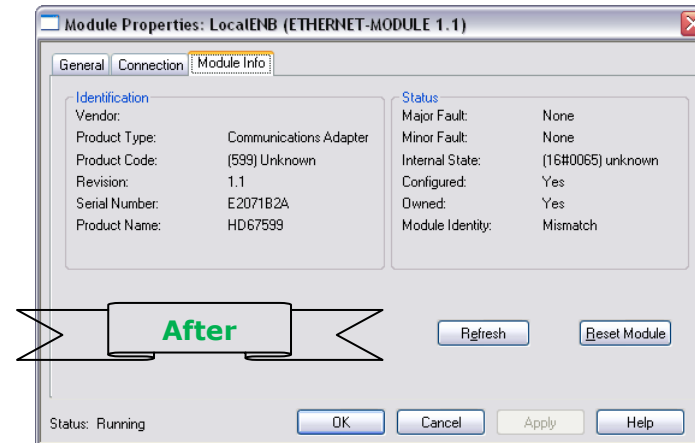 Module Properties: LocalENB (ETHERNET-MODULE 1.1)
General Connection Module Info
Identification
Vendor:
Product Type: Communications Adapter
Product Code: (599) Unknown
Revision: 1.1
Serial Number: E2071B2A
Product Name: HD67599
Status
Major Fault: None
Minor Fault: None
Internal State: (16#0065) unknown
Configured: Yes
Owned: Yes
Module Identity: Mismatch
After
Refresh Reset Module
Status: Running OK Cancel Apply Help